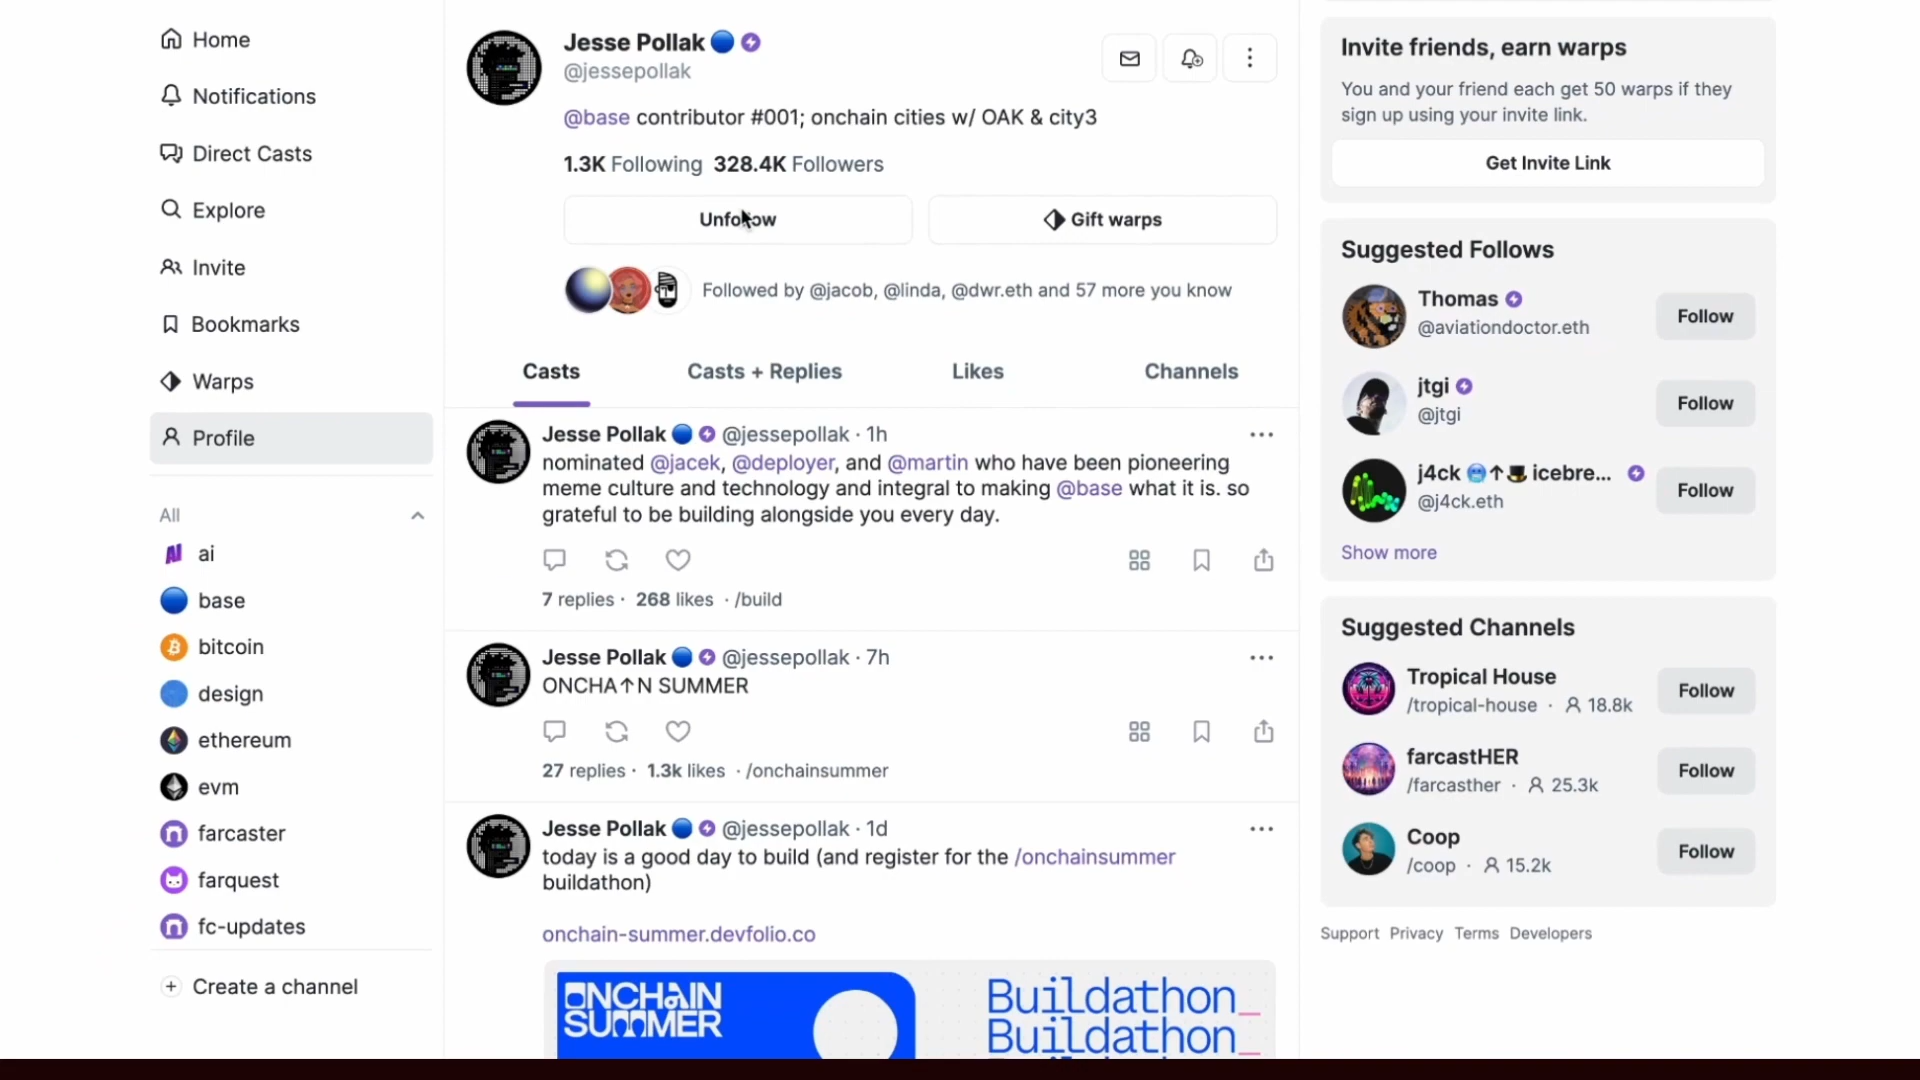 Home
Notifications
Direct Casts
Explore
Invite
Bookmarks
Warps
Profile
All
ai
base
bitcoin
design
ethereum
evm
farcaster
farquest
fc-updates
Create a channel
Jesse Pollak
@jessepollak
@base contributor #001; onchain cities w/ OAK & city3
1.3K Following 328.4K Followers
Unfollow
Gift warps
Followed by @jacob, @linda, @dwr.eth and 57 more you know
Casts
Casts + Replies
Likes
Channels
Jesse Pollak @jessepollak · 1h
nominated @jacek, @deployer, and @martin who have been pioneering
meme culture and technology and integral to making @base what it is. so
grateful to be building alongside you every day.
7 replies · 268 likes · /build
Jesse Pollak @jessepollak · 7h
ONCHA↑N SUMMER
27 replies · 1.3k likes · /onchainsummer
Jesse Pollak @jessepollak · 1d
today is a good day to build (and register for the /onchainsummer
buildathon)
onchain-summer.devfolio.co
ONCHAIN
SUMMER
Buildathon_
Buildathon_
Invite friends, earn warps
You and your friend each get 50 warps if they
sign up using your invite link.
Get Invite Link
Suggested Follows
Thomas
@aviationdoctor.eth
Follow
jtgi
@jtgi
Follow
j4ck 🥶↑🎩 icebre...
@j4ck.eth
Follow
Show more
Suggested Channels
Tropical House
/tropical-house · 18.8k
Follow
farcastHER
/farcasther · 25.3k
Follow
Coop
/coop · 15.2k
Follow
Support Privacy Terms Developers